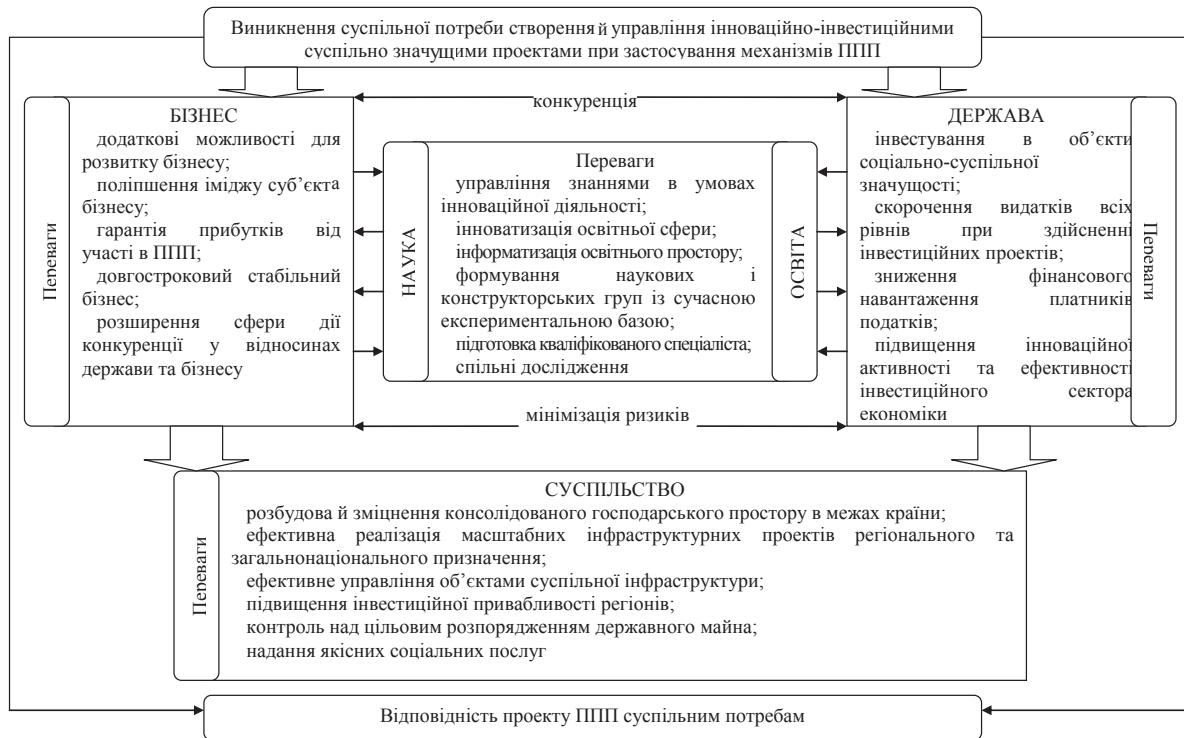 Виникнення суспільної потреби створення й управління інноваційно-інвестиційними
суспільно значущими проектами при застосування механізмів ППП
конкуренція
Переваги
БІЗНЕС
додаткові можливості для
розвитку бізнесу;
поліпшення іміджу суб’єкта
бізнесу;
гарантія прибутків від
участі в ППП;
довгостроковий стабільний
бізнес;
розширення сфери дії
конкуренції у відносинах
держави та бізнесу
НАУКА
Переваги
управління знаннями в умовах
інноваційної діяльності;
інноватизація освітньої сфери;
інформатизація освітнього простору;
формування наукових і
конструкторських груп із сучасною
експериментальною базою;
підготовка кваліфікованого спеціаліста;
спільні дослідження
ОСВІТА
ДЕРЖАВА
інвестування в об’єкти
соціально-суспільної
значущості;
скорочення видатків всіх
рівнів при здійсненні
інвестиційних проектів;
зниження фінансового
навантаження платників
податків;
підвищення інноваційної
активності та ефективності
інвестиційного сектора
економіки
Переваги
мінімізація ризиків
Переваги
СУСПІЛЬСТВО
розбудова й зміцнення консолідованого господарського простору в межах країни;
ефективна реалізація масштабних інфраструктурних проектів регіонального та
загальнонаціонального призначення;
ефективне управління об’єктами суспільної інфраструктури;
підвищення інвестиційної привабливості регіонів;
контроль над цільовим розпорядженням державного майна;
надання якісних соціальних послуг
Відповідність проекту ППП суспільним потребам